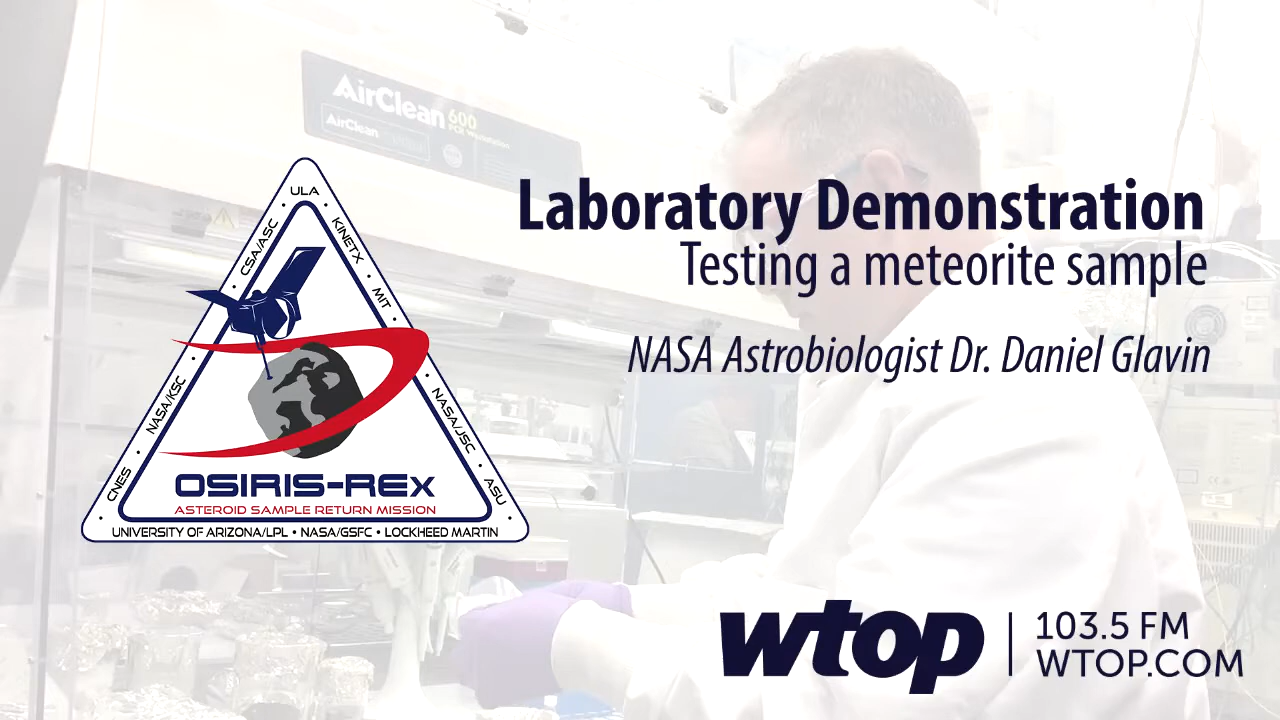 AirClean 600
PCR Workstation
AirClean
Laboratory Demonstration
Testing a meteorite sample
NASA Astrobiologist Dr. Daniel Glavin
ULA
CSA/ASC
KINETX
MIT
NASA/KSC
NASA/JSC
CNES
ASU
OSIRIS-REx
ASTEROID SAMPLE RETURN MISSION
UNIVERSITY OF ARIZONA/LPL • NASA/GSFC • LOCKHEED MARTIN
wtop
103.5 FM
WTOP.COM